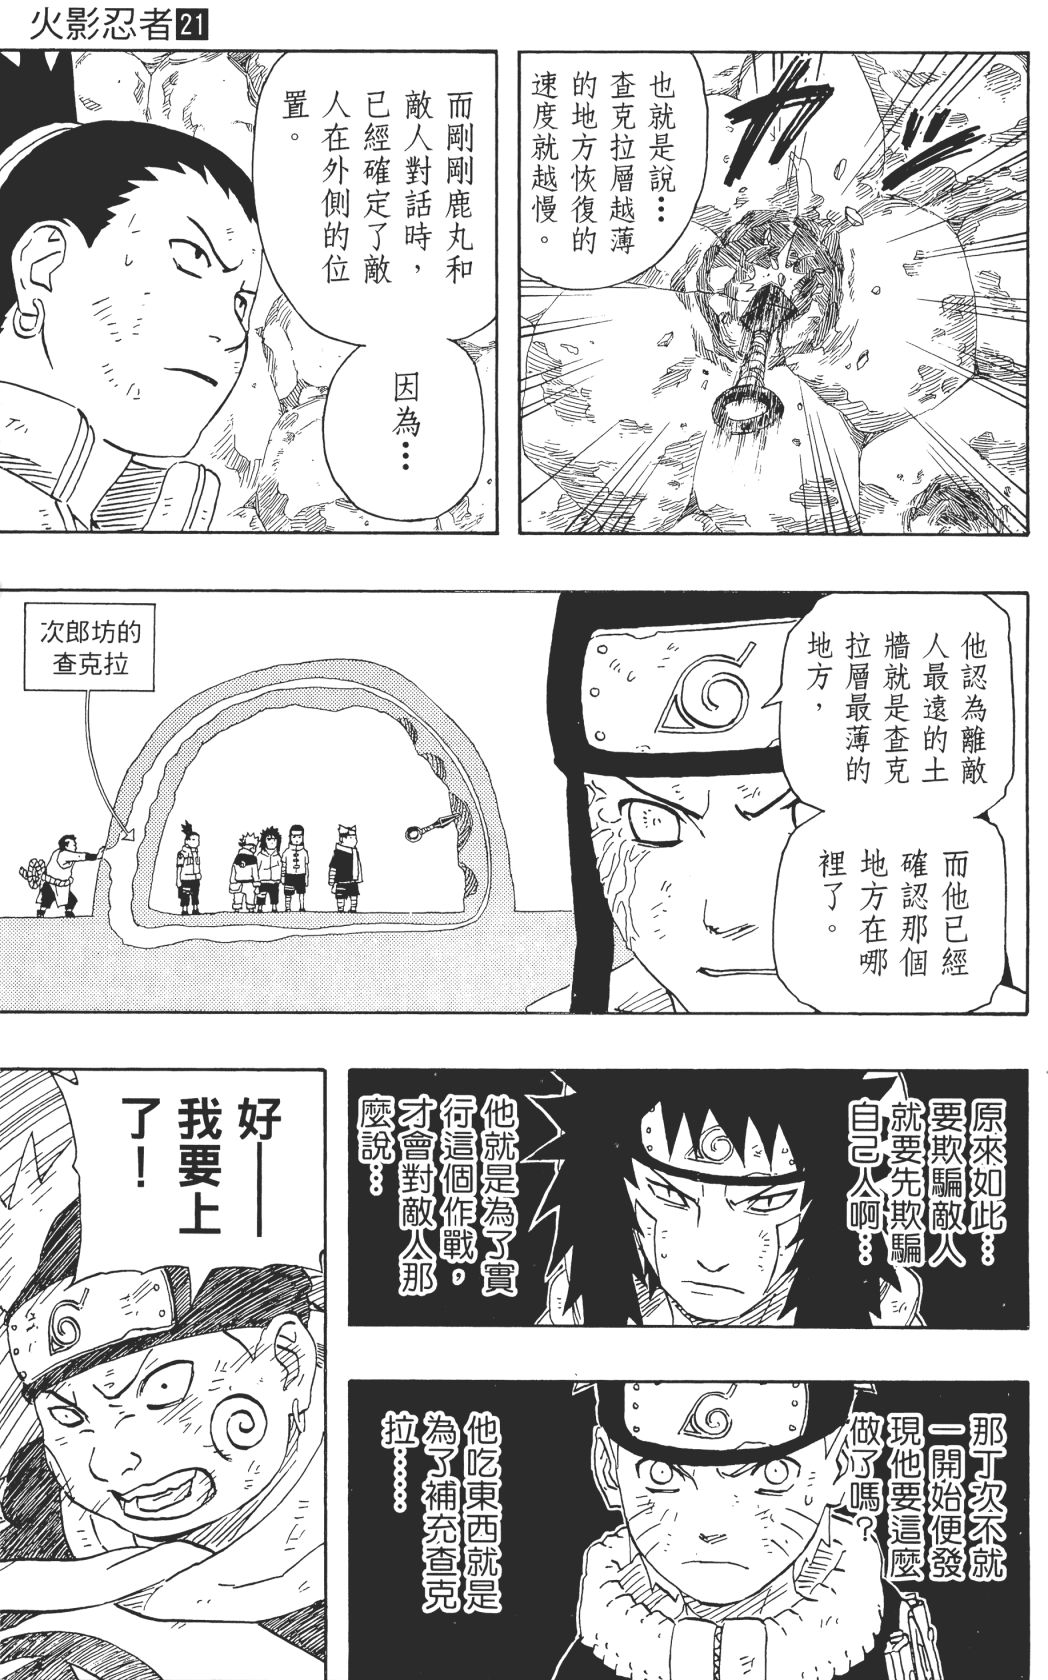 火影忍者21
也就是說…
查克拉層越薄
的地方恢復的
速度就越慢。
而剛剛鹿丸和
敵人對話時，
已經確定了敵
人在外側的位
置。
因為…
他認為離敵
人最遠的土
牆就是查克
拉層最薄的
地方，
而他已經
確認那個
地方在哪
裡了。
次郎坊的
查克拉
原來如此…
要欺騙敵人
就要先欺騙
自己人啊…
他就是為了實
行這個作戰，
才會對敵人那
麼說…
那丁次不就
一開始便發
現他要這麼
做了嗎？
他吃東西就是
為了補充查克
拉……
好——
我要上
了！